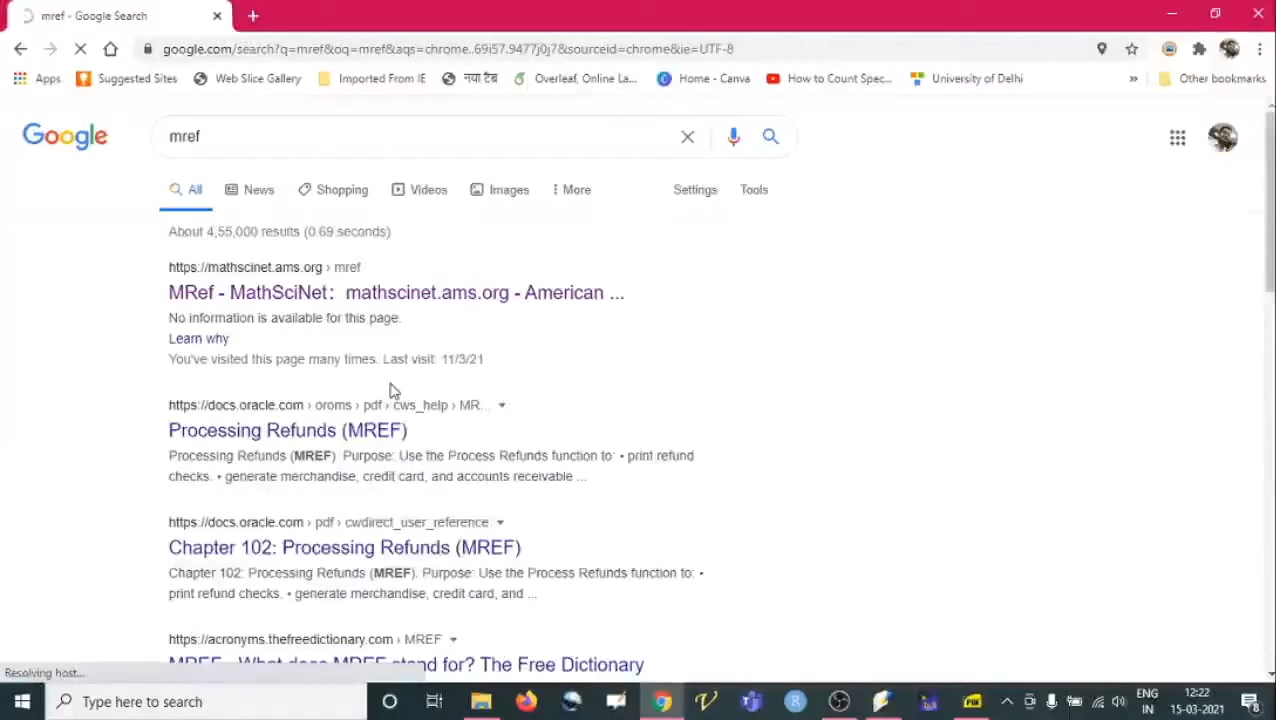 mref - Google Search
google.com/search?q=mref&oq=mref&aqs=chrome..69i57.9477j0j7&sourceid=chrome&ie=UTF-8
Apps Suggested Sites Web Slice Gallery Imported From IE नया टैब Overleaf, Online La... Home - Canva How to Count Spec... University of Delhi » Other bookmarks
Google mref
All News Shopping Videos Images More Settings Tools
About 4,55,000 results (0.69 seconds)
https://mathscinet.ams.org › mref
MRef - MathSciNet: mathscinet.ams.org - American ...
No information is available for this page.
Learn why
You've visited this page many times. Last visit: 11/3/21
https://docs.oracle.com › oroms › pdf › cws_help › MR...
Processing Refunds (MREF)
Processing Refunds (MREF). Purpose: Use the Process Refunds function to: • print refund
checks. • generate merchandise, credit card, and accounts receivable ...
https://docs.oracle.com › pdf › cwdirect_user_reference
Chapter 102: Processing Refunds (MREF)
Chapter 102: Processing Refunds (MREF). Purpose: Use the Process Refunds function to: •
print refund checks. • generate merchandise, credit card, and ...
https://acronyms.thefreedictionary.com › MREF
MREF - What does MREF stand for? The Free Dictionary
Resolving host...
Type here to search
ENG
IN
12:22
15-03-2021
8